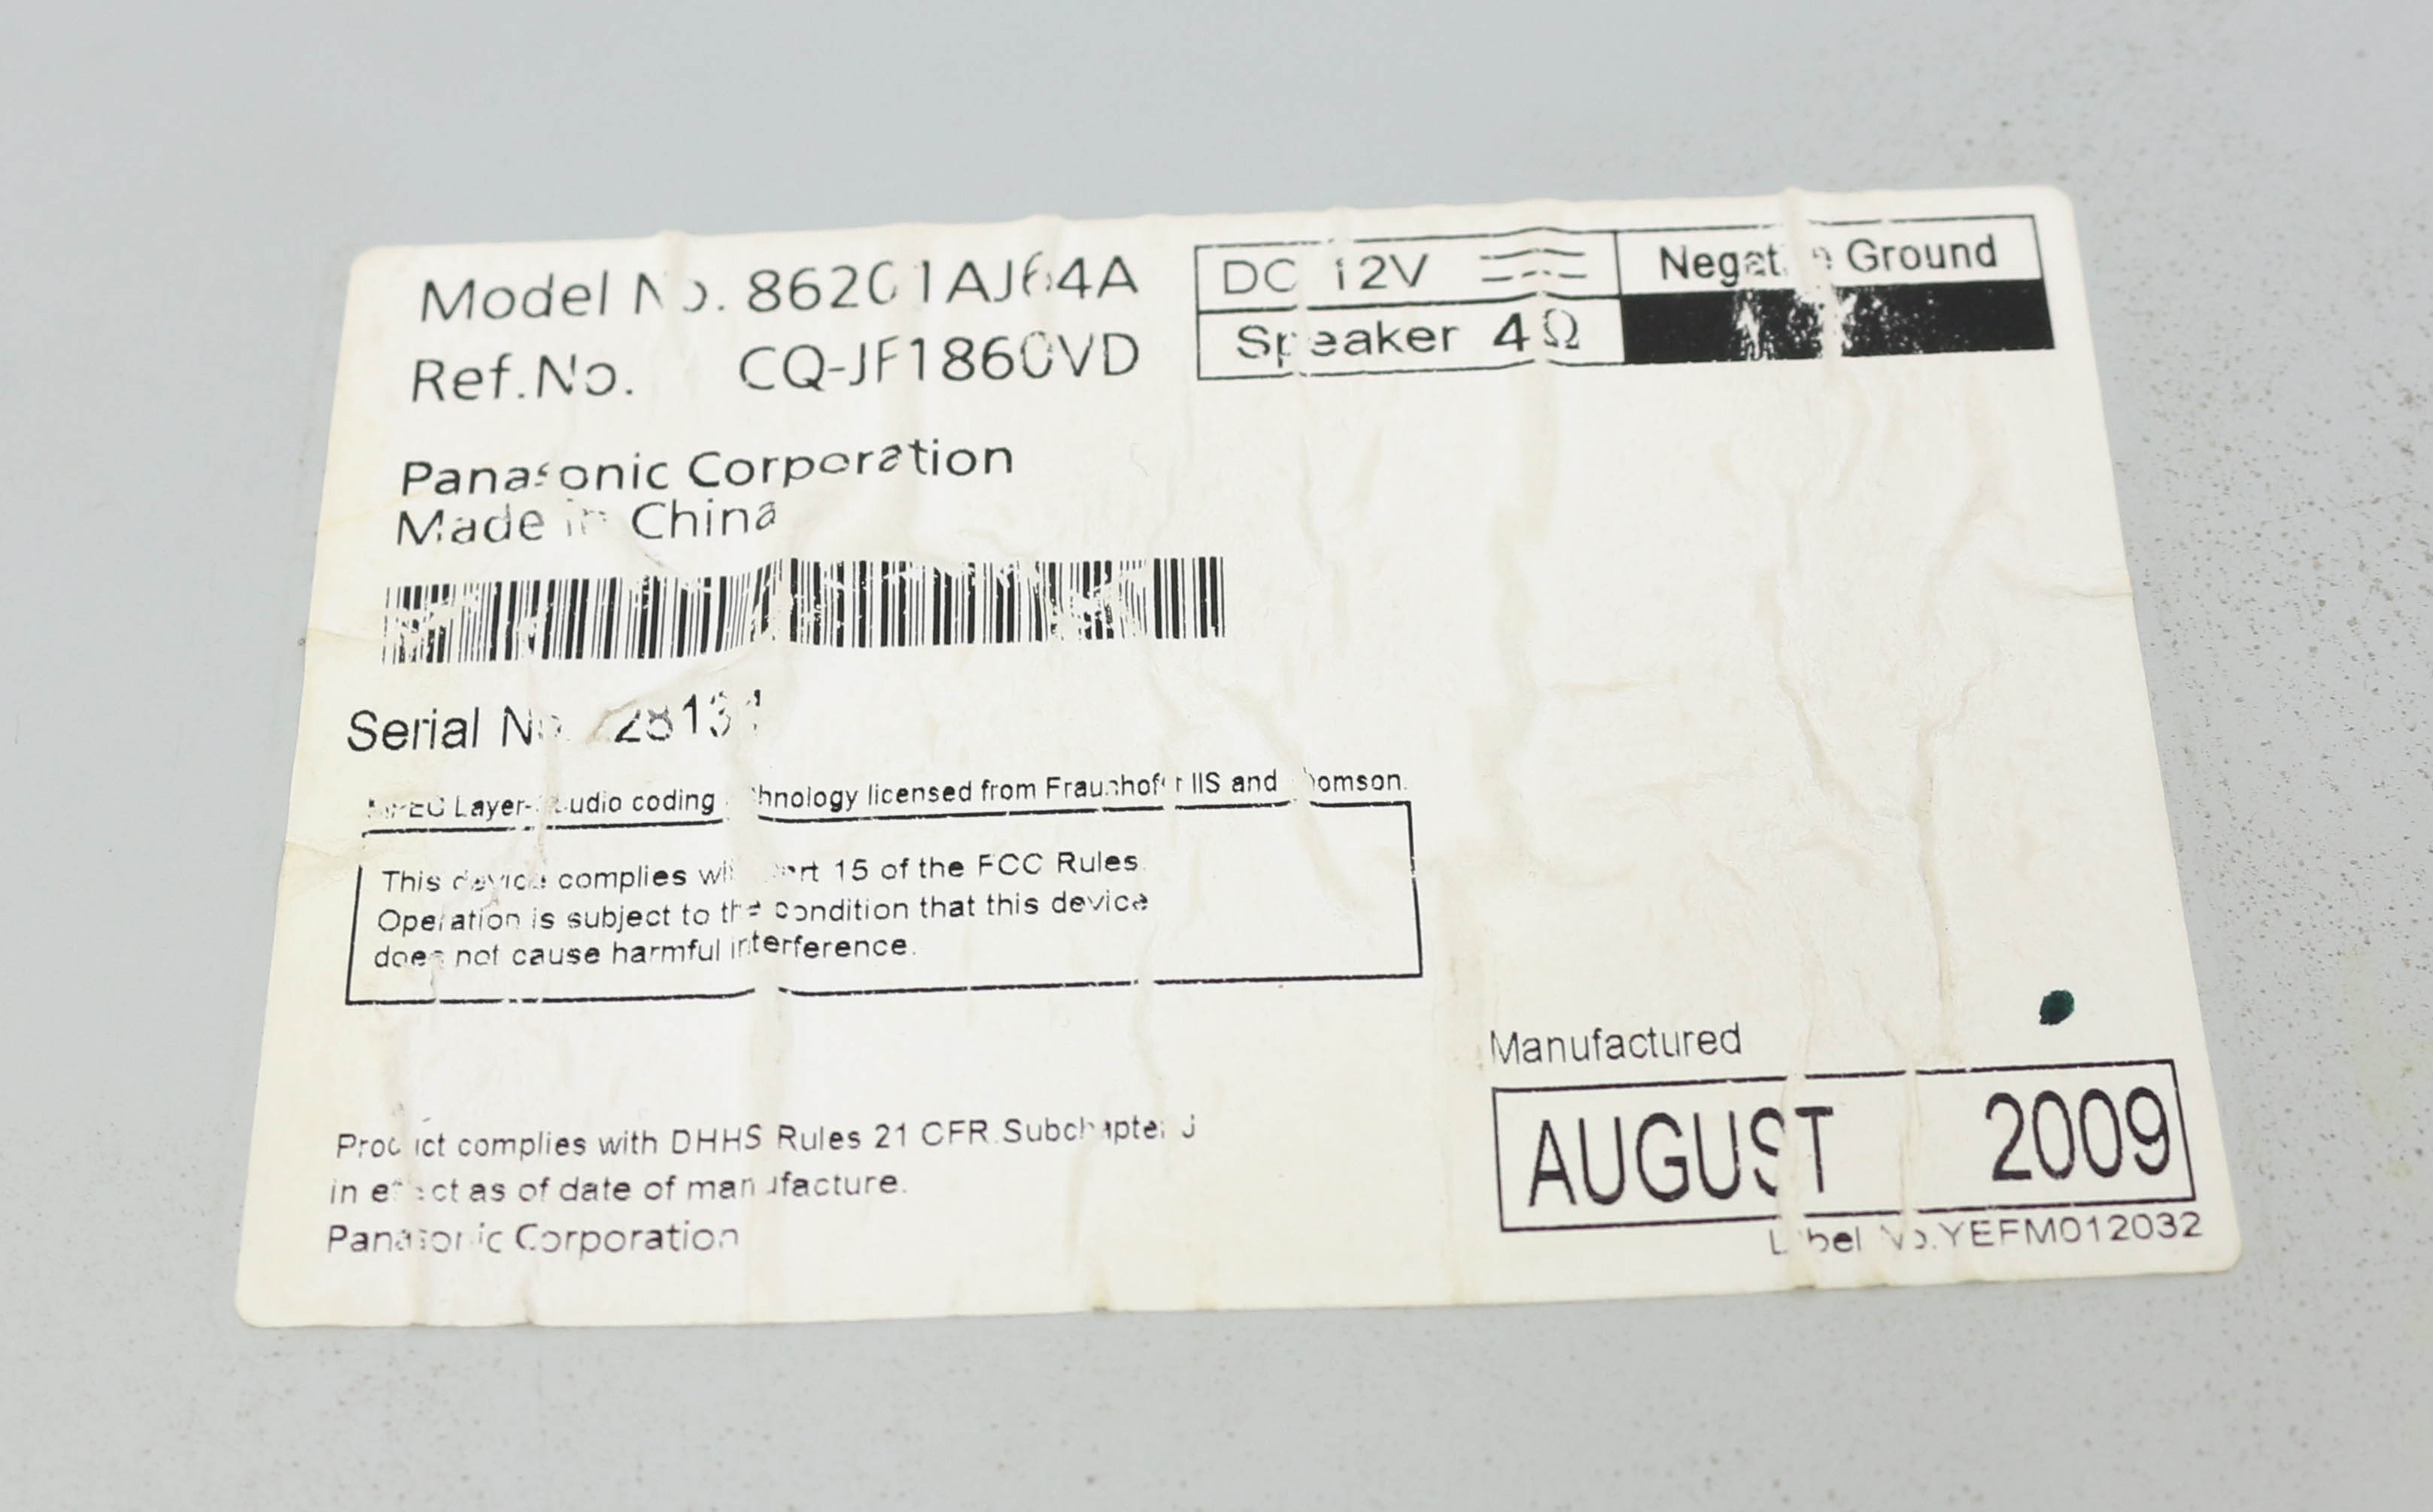 Model No. 86201AJ64A
Ref.No. CQ-JF1860VD
DC 12V
Negative Ground
Speaker 4Ω
Panasonic Corporation
Made in China
Serial No.
Layer- Audio coding technology licensed from Fraunhofer IIS and Thomson.
This device complies with Part 15 of the FCC Rules.
Operation is subject to the condition that this device
does not cause harmful interference.
Manufactured
AUGUST 2009
Label No.YEFM012032
Product complies with DHHS Rules 21 CFR Subchapter J
in effect as of date of manufacture.
Panasonic Corporation